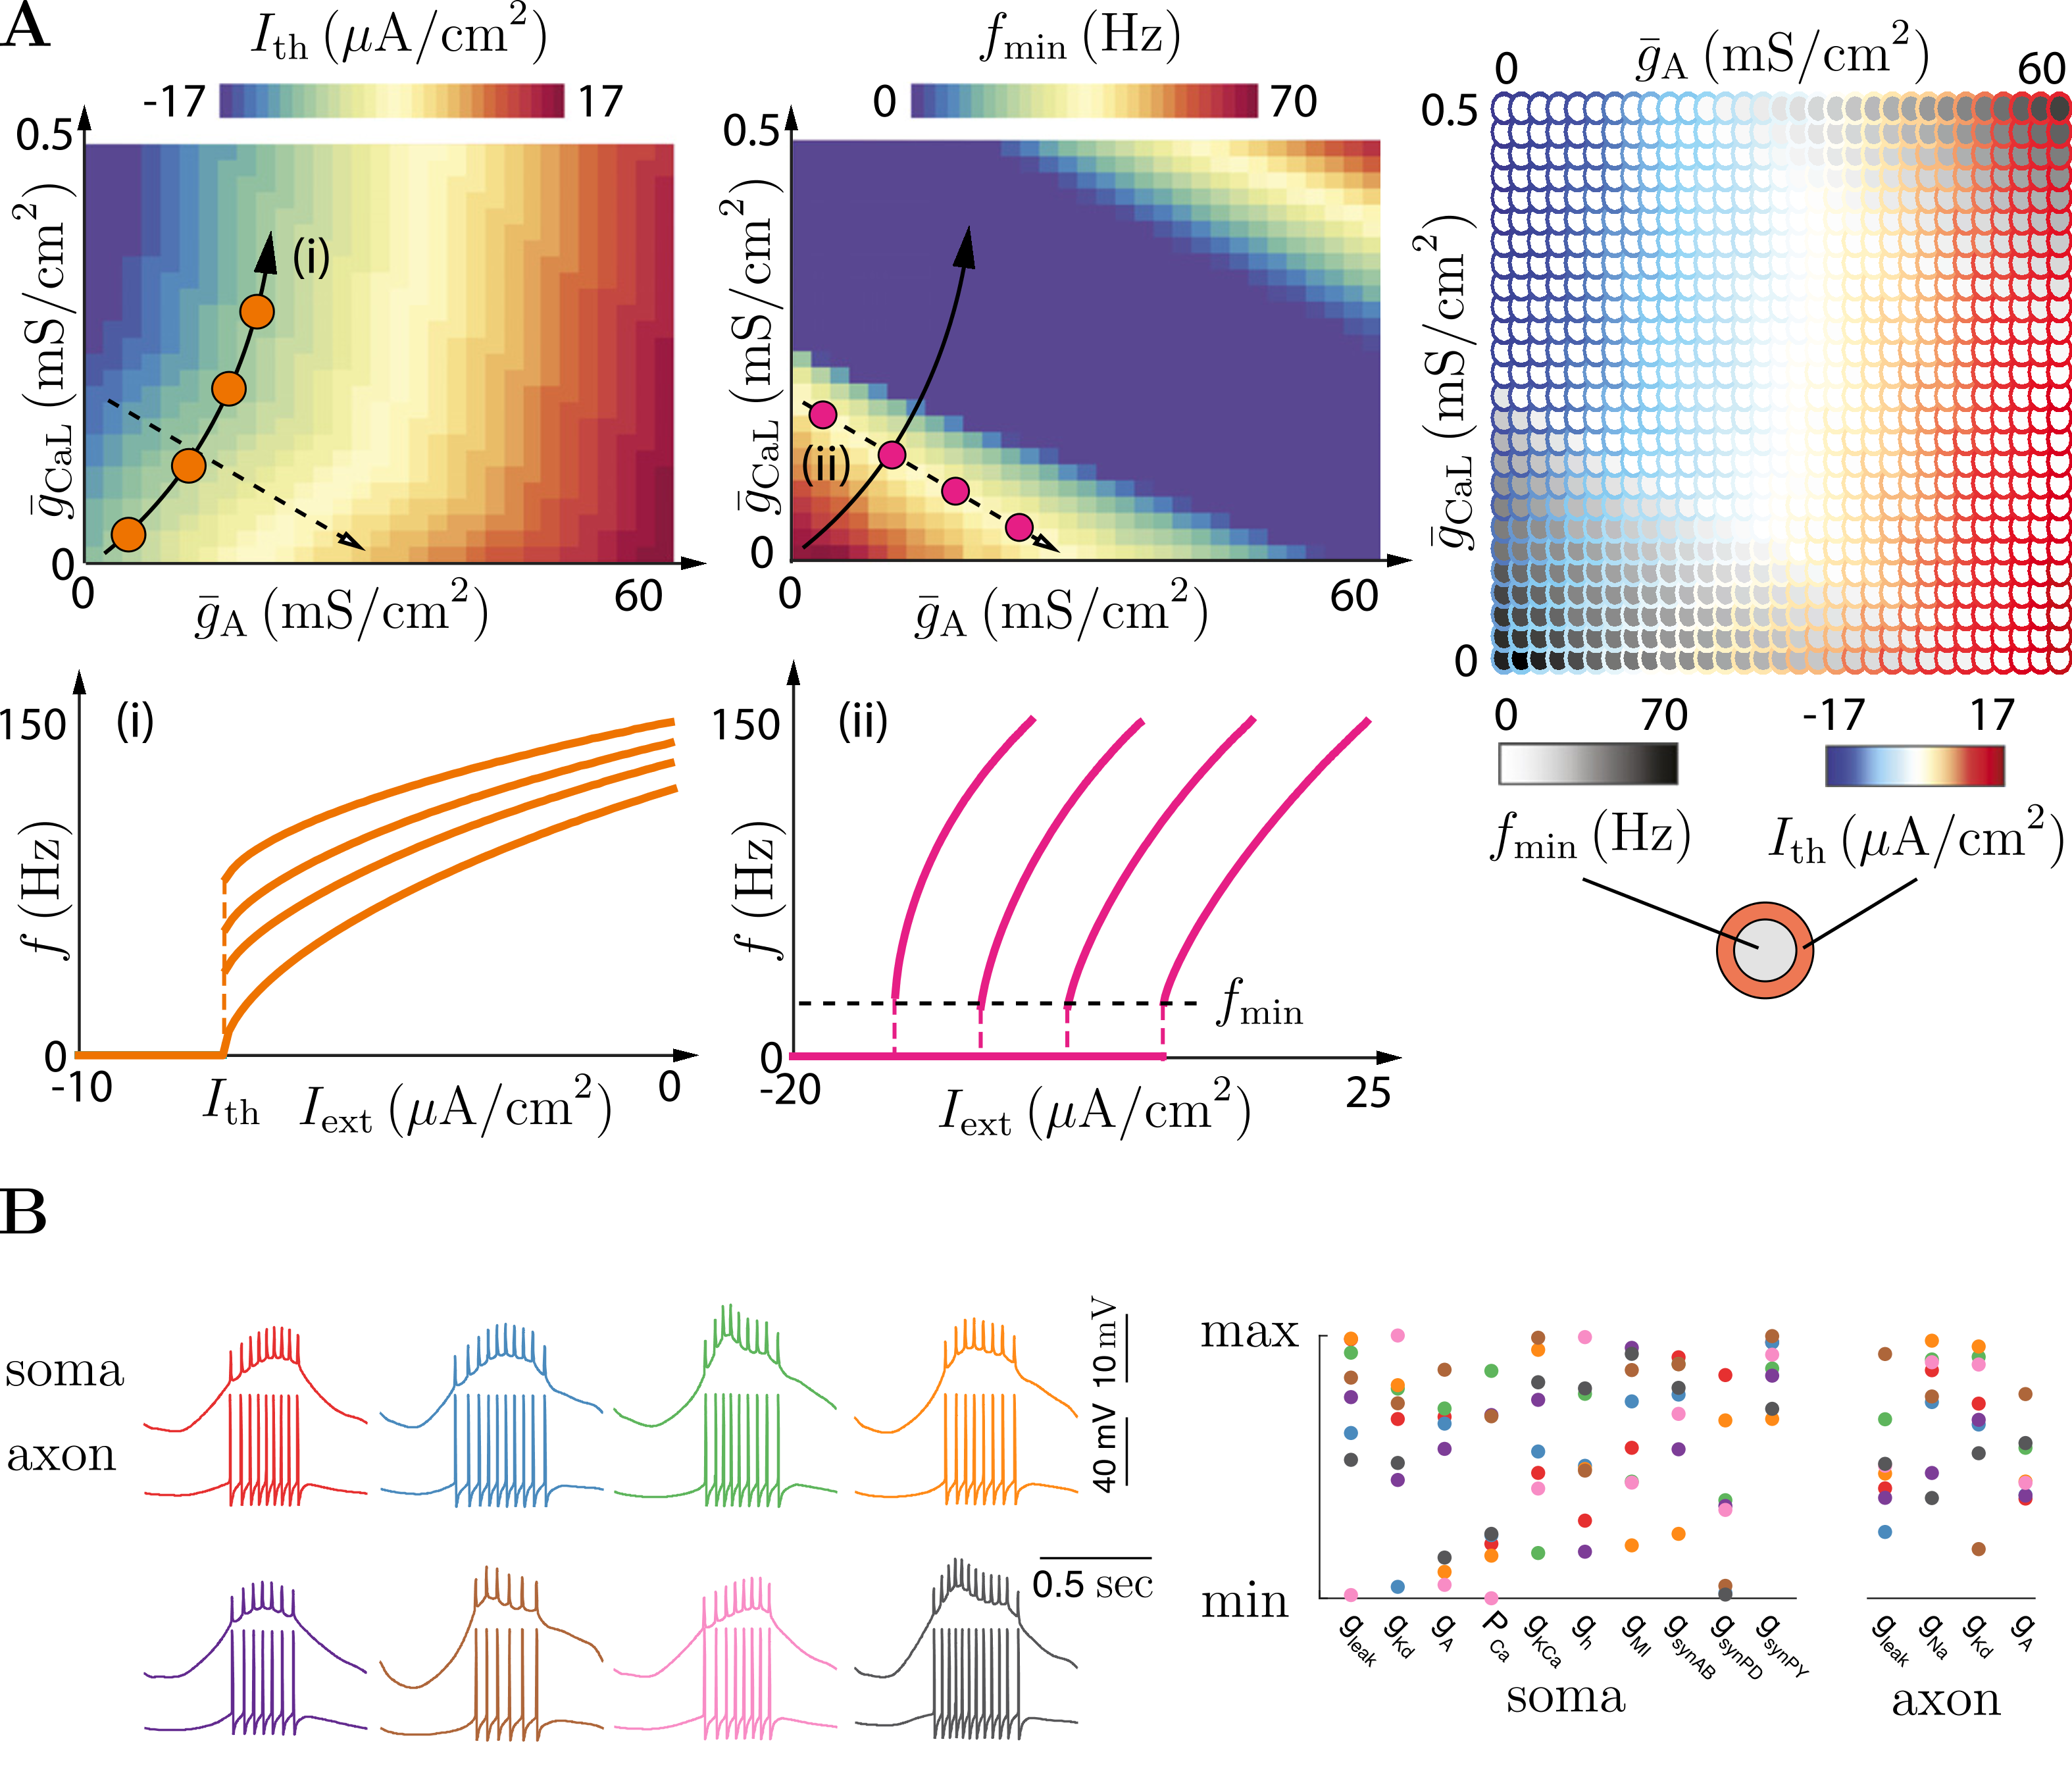 A
I_th (μA/cm²)
-17 17
0.5
ḡ_CaL (mS/cm²)
(i)
0
0 60
ḡ_A (mS/cm²)
f_min (Hz)
0 70
0.5
ḡ_CaL (mS/cm²)
(ii)
0
0 60
ḡ_A (mS/cm²)
ḡ_A (mS/cm²)
0 60
0.5
ḡ_CaL (mS/cm²)
0
0 70
f_min (Hz)
-17 17
I_th (μA/cm²)
150
(i)
f (Hz)
0
-10 I_th I_ext (μA/cm²) 0
150
(ii)
f (Hz)
f_min
0
-20 I_ext (μA/cm²) 25
B
soma
axon
10 mV
40 mV
0.5 sec
max
min
g_leak g_Kd g_A P_Ca g_KCa g_h g_MI g_synAB g_synPD g_synPY
soma
g_leak g_Na g_Kd g_A
axon